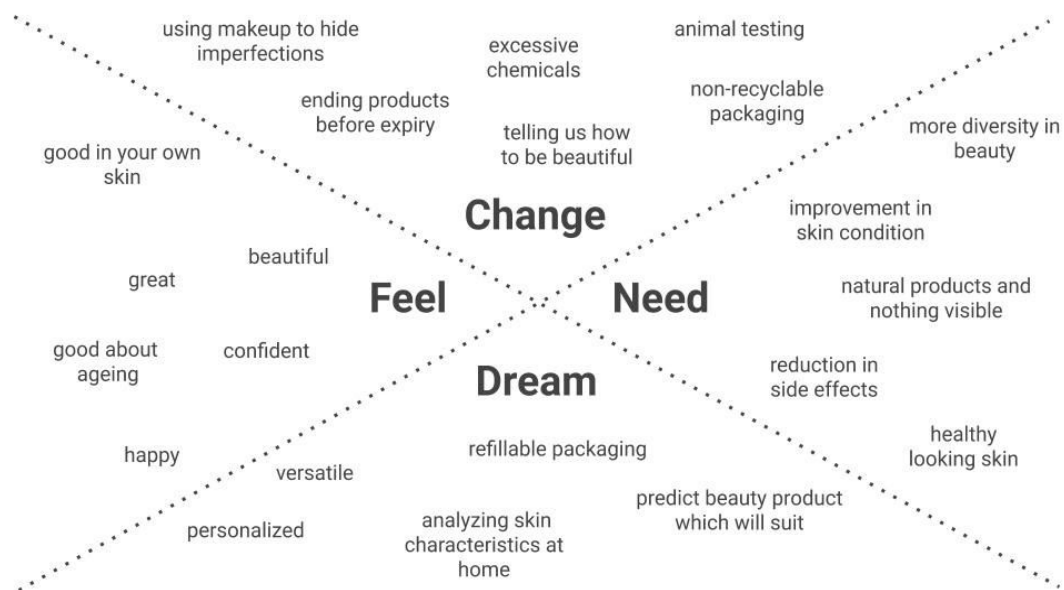 using makeup to hide
imperfections
excessive
chemicals
animal testing
ending products
before expiry
telling us how
to be beautiful
non-recyclable
packaging
Change
good in your own
skin
beautiful
great
Feel
good about
ageing
confident
happy
more diversity in
beauty
improvement in
skin condition
Need
natural products and
nothing visible
reduction in
side effects
healthy
looking skin
Dream
refillable packaging
versatile
personalized
analyzing skin
characteristics at
home
predict beauty product
which will suit